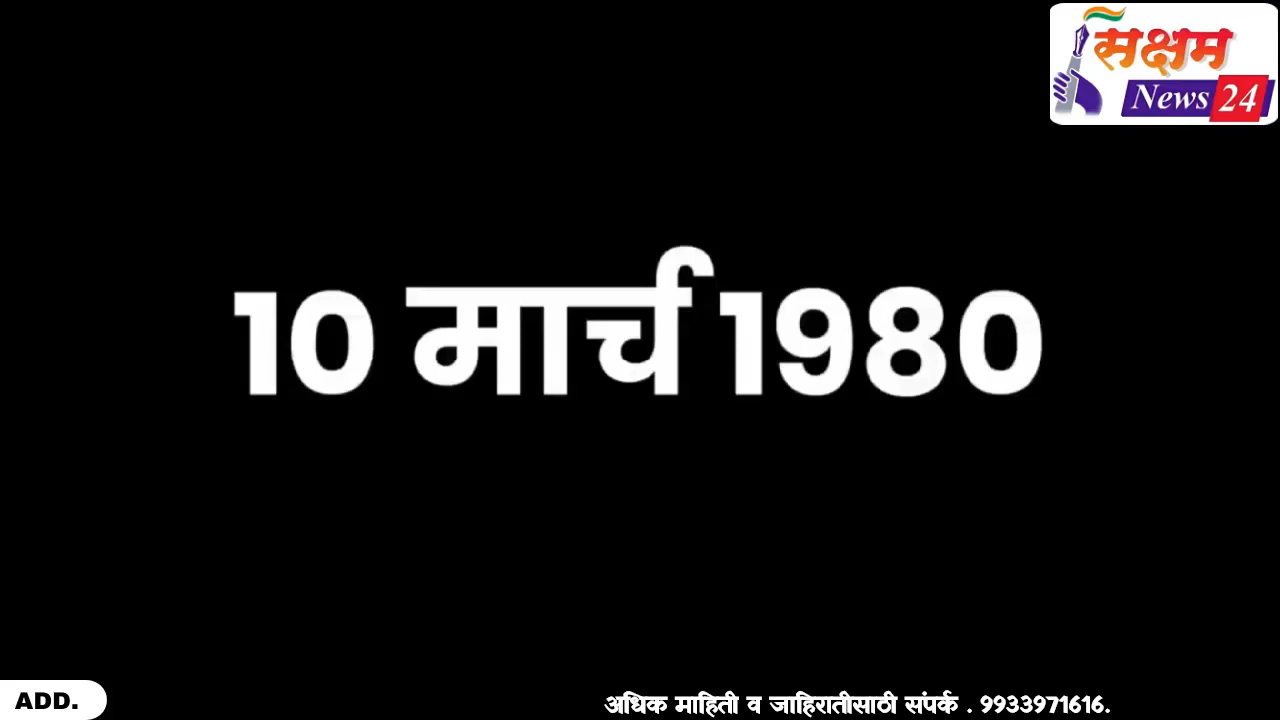 सक्षम
News 24
10 मार्च 1980
ADD.
अधिक माहिती व जाहिरातीसाठी संपर्क . 9933971616.